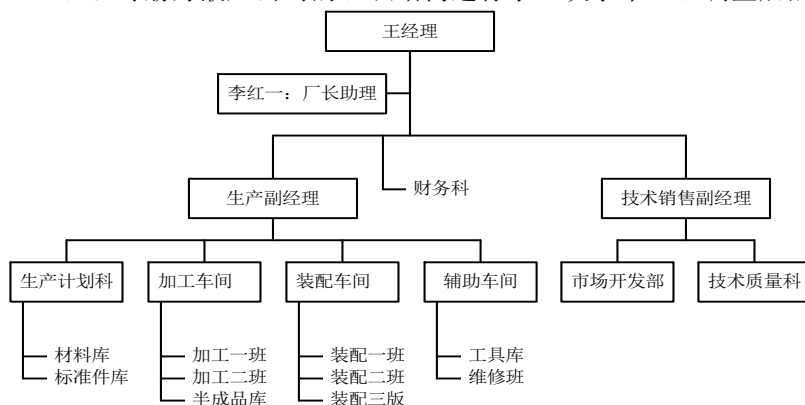 王经理
李红一：厂长助理
财务科
生产副经理
技术销售副经理
生产计划科
加工车间
装配车间
辅助车间
市场开发部
技术质量科
材料库
标准件库
加工一班
加工二班
半成品库
装配一班
装配二班
装配三版
工具库
维修班